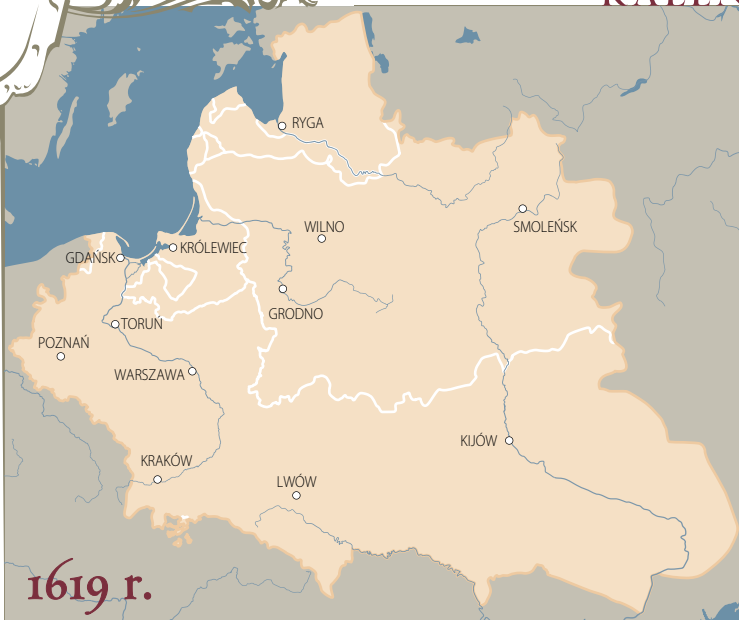 RYGA
WILNO
SMOLEŃSK
KRÓLEWIEC
GDAŃSK
GRODNO
TORUŃ
POZNAŃ
WARSZAWA
KIJÓW
KRAKÓW
LWÓW
1619 r.